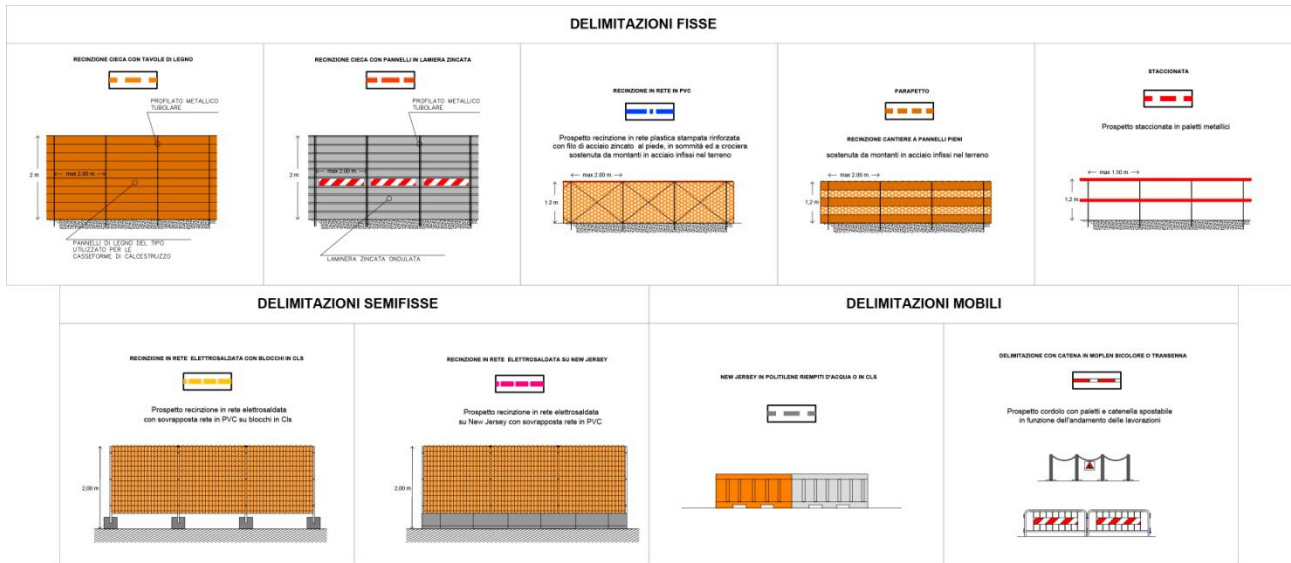 DELIMITAZIONI FISSE
RECINZIONE CIECA CON TAVOLE DI LEGNO
PROFILATO METALLICO
TUBOLARE
max 2.00 m.
2 m
PANNELLI DI LEGNO DEL TIPO
UTILIZZATO PER LE
CASSEFORME DI CALCESTRUZZO
RECINZIONE CIECA CON PANNELLI IN LAMIERA ZINCATA
PROFILATO METALLICO
TUBOLARE
max 2.00 m.
2 m
LAMINERA ZINCATA ONDULATA
RECINZIONE IN RETE IN PVC
Prospetto recinzione in rete plastica stampata rinforzata
con filo di acciaio zincato al piede, in sommità ed a crociera
sostenuta da montanti in acciaio infissi nel terreno
max 2.00 m.
1,2 m
PARAPETTO
RECINZIONE CANTIERE A PANNELLI PIENI
sostenuta da montanti in acciaio infissi nel terreno
max 2.00 m.
1,2 m
STACCIONATA
Prospetto staccionata in paletti metallici
max 1.50 m.
1,2 m
DELIMITAZIONI SEMIFISSE
RECINZIONE IN RETE ELETTROSALDATA CON BLOCCHI IN CLS
Prospetto recinzione in rete elettrosaldata
con sovrapposta rete in PVC su blocchi in Cls
2,00 m
RECINZIONE IN RETE ELETTROSALDATA SU NEW JERSEY
Prospetto recinzione in rete elettrosaldata
su New Jersey con sovrapposta rete in PVC
2,00 m
DELIMITAZIONI MOBILI
NEW JERSEY IN POLITILENE RIEMPITI D'ACQUA O IN CLS
DELIMITAZIONE CON CATENA IN MOPLEN BICOLORE O TRANSENNA
Prospetto cordolo con paletti e catenella spostabile
in funzione dell'andamento delle lavorazioni